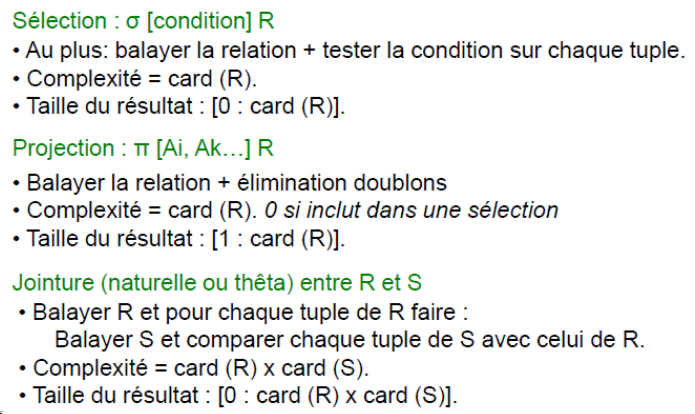 Sélection : σ [condition] R
• Au plus: balayer la relation + tester la condition sur chaque tuple.
• Complexité = card (R).
• Taille du résultat : [0 : card (R)].
Projection : π [Ai, Ak…] R
• Balayer la relation + élimination doublons
• Complexité = card (R). 0 si inclut dans une sélection
• Taille du résultat : [1 : card (R)].
Jointure (naturelle ou thêta) entre R et S
• Balayer R et pour chaque tuple de R faire :
Balayer S et comparer chaque tuple de S avec celui de R.
• Complexité = card (R) x card (S).
• Taille du résultat : [0 : card (R) x card (S)].